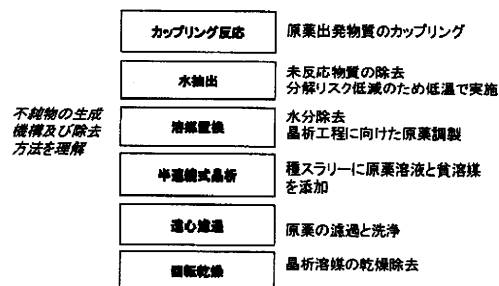 カップリング反応
原薬出発物質のカップリング
水抽出
未反応物質の除去
分解リスク低減のため低温で実施
不純物の生成
機構及び除去
方法を理解
溶媒置換
水分除去
晶析工程に向けた原薬調製
半連続式晶析
種スラリーに原薬溶液と貧溶媒
を添加
遠心濾過
原薬の濾過と洗浄
回転乾燥
晶析溶媒の乾燥除去